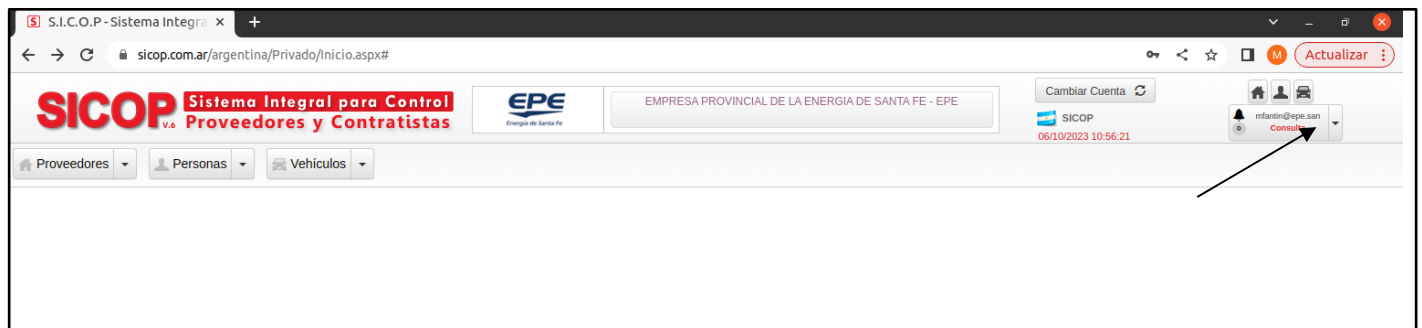 S.I.C.O.P - Sistema Integra
sicop.com.ar/argentina/Privado/Inicio.aspx#
M
Actualizar
SICOP V.6
Sistema Integral para Control
Proveedores y Contratistas
EPE
Energía de Santa Fe
EMPRESA PROVINCIAL DE LA ENERGIA DE SANTA FE - EPE
Cambiar Cuenta
SICOP
06/10/2023 10:56:21
0
mfantin@epe.san
Consulta
Proveedores
Personas
Vehículos